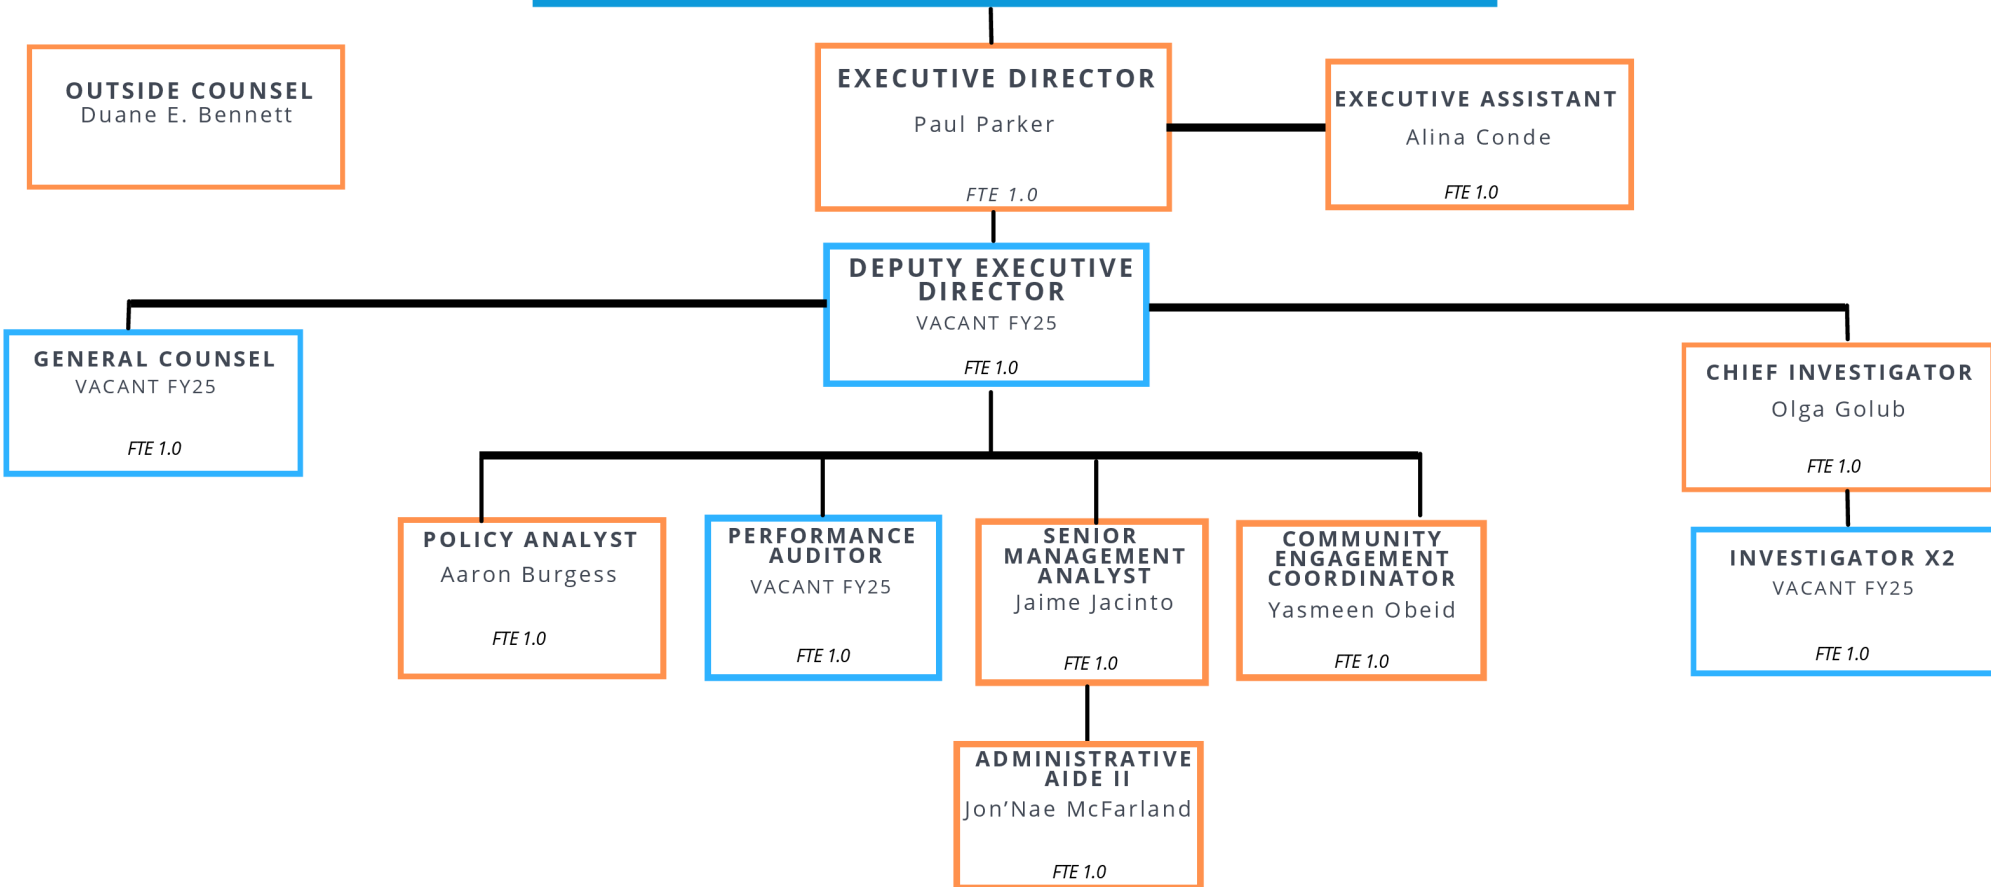 OUTSIDE COUNSEL
Duane E. Bennett
EXECUTIVE DIRECTOR
Paul Parker
FTE 1.0
EXECUTIVE ASSISTANT
Alina Conde
FTE 1.0
DEPUTY EXECUTIVE
DIRECTOR
VACANT FY25
FTE 1.0
GENERAL COUNSEL
VACANT FY25
FTE 1.0
CHIEF INVESTIGATOR
Olga Golub
FTE 1.0
POLICY ANALYST
Aaron Burgess
FTE 1.0
PERFORMANCE
AUDITOR
VACANT FY25
FTE 1.0
SENIOR
MANAGEMENT
ANALYST
Jaime Jacinto
FTE 1.0
COMMUNITY
ENGAGEMENT
COORDINATOR
Yasmeen Obeid
FTE 1.0
INVESTIGATOR X2
VACANT FY25
FTE 1.0
ADMINISTRATIVE
AIDE II
Jon’Nae McFarland
FTE 1.0